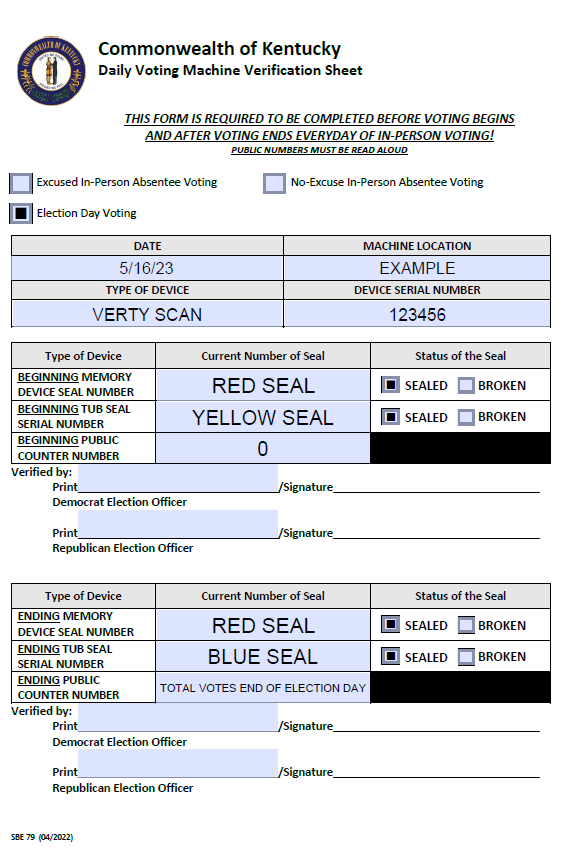 Commonwealth of Kentucky
Daily Voting Machine Verification Sheet
THIS FORM IS REQUIRED TO BE COMPLETED BEFORE VOTING BEGINS
AND AFTER VOTING ENDS EVERYDAY OF IN-PERSON VOTING!
PUBLIC NUMBERS MUST BE READ ALOUD
Excused In-Person Absentee Voting No-Excuse In-Person Absentee Voting
Election Day Voting
DATE MACHINE LOCATION
5/16/23 EXAMPLE
TYPE OF DEVICE DEVICE SERIAL NUMBER
VERTY SCAN 123456
Type of Device Current Number of Seal Status of the Seal
BEGINNING MEMORY
DEVICE SEAL NUMBER RED SEAL SEALED BROKEN
BEGINNING TUB SEAL
SERIAL NUMBER YELLOW SEAL SEALED BROKEN
BEGINNING PUBLIC
COUNTER NUMBER 0
Verified by:
Print /Signature
Democrat Election Officer
Print /Signature
Republican Election Officer
Type of Device Current Number of Seal Status of the Seal
ENDING MEMORY
DEVICE SEAL NUMBER RED SEAL SEALED BROKEN
ENDING TUB SEAL
SERIAL NUMBER BLUE SEAL SEALED BROKEN
ENDING PUBLIC
COUNTER NUMBER TOTAL VOTES END OF ELECTION DAY
Verified by:
Print /Signature
Democrat Election Officer
Print /Signature
Republican Election Officer
SBE 79 (04/2022)